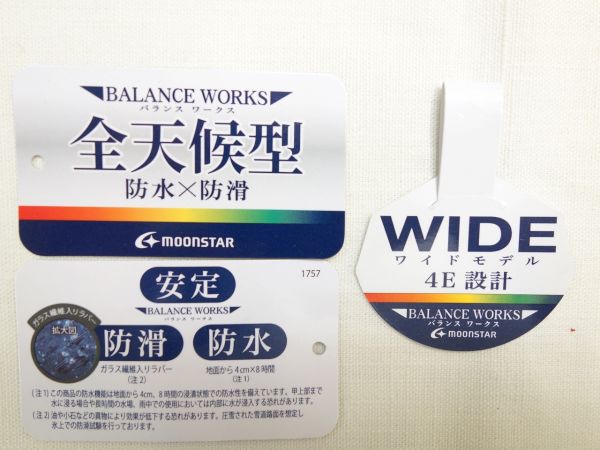 BALANCE WORKS
バランス ワークス
全天候型
防水×防滑
MOONSTAR
1757
安定
BALANCE WORKS
バランス ワークス
ガラス繊維入りラバー
拡大図
防滑
防水
ガラス繊維入りラバー
(注2)
地面から4cm×8時間
(注1)
(注1)この商品の防水機能は地面から4cm、8時間の浸漬状態での防水性を備えています。甲上部まで
水に浸る場合や長時間の水場、雨中での使用においては内部に水が浸入する恐れがあります。
(注2)油や小石などの異物により効果が低下する恐れがあります。圧雪された雪道路面を想定し
氷上での防滑試験を行っております。
WIDE
ワイドモデル
4E 設計
BALANCE WORKS
バランス ワークス
MOONSTAR